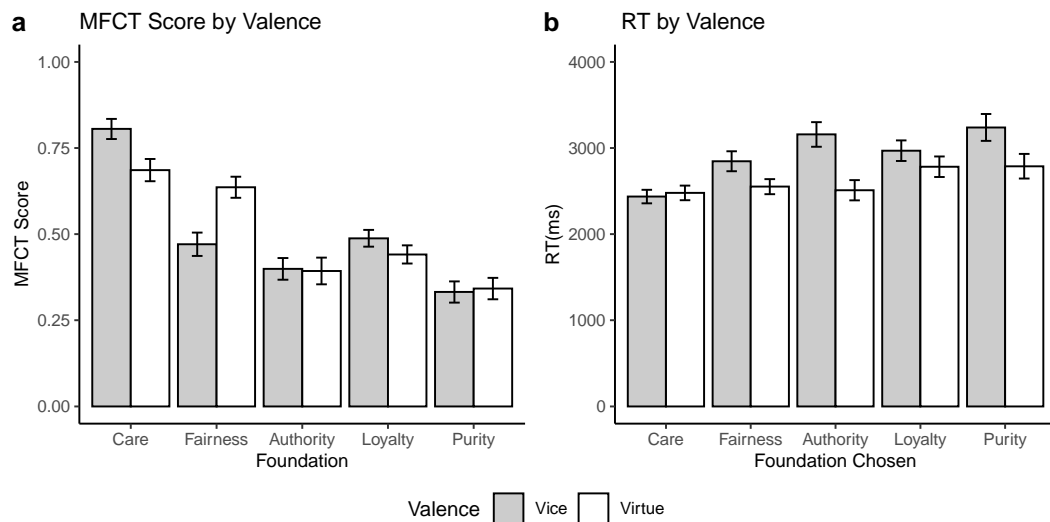 a MFCT Score by Valence
MFCT Score
1.00
0.75
0.50
0.25
0.00
Care Fairness Authority Loyalty Purity
Foundation
b RT by Valence
RT(ms)
4000
3000
2000
1000
0
Care Fairness Authority Loyalty Purity
Foundation Chosen
Valence Vice Virtue